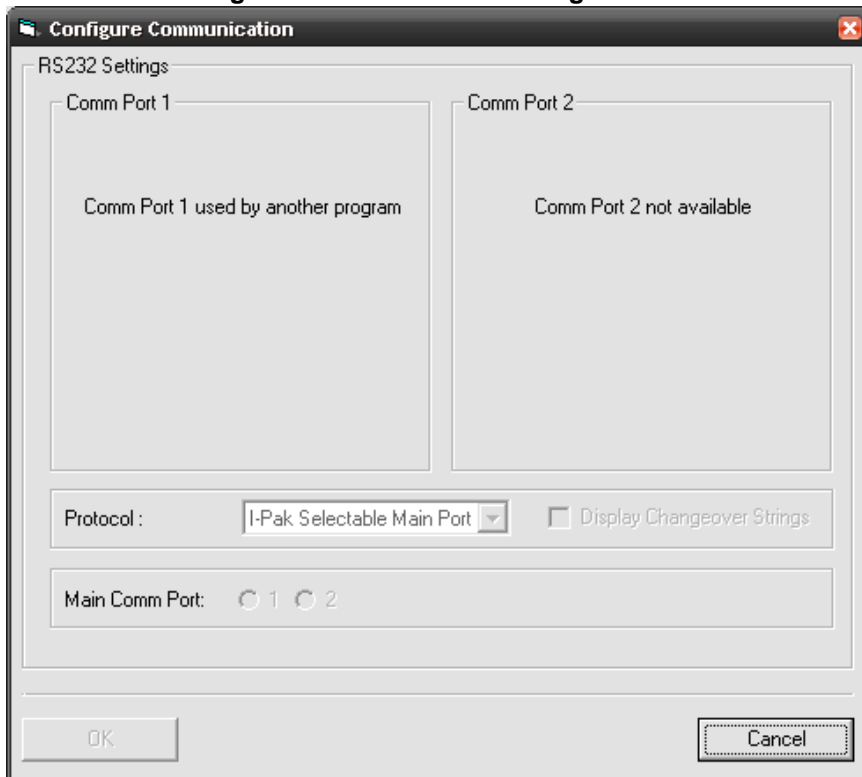 Configure Communication
RS232 Settings
Comm Port 1
Comm Port 2
Comm Port 1 used by another program
Comm Port 2 not available
Protocol :
I-Pak Selectable Main Port
Display Changeover Strings
Main Comm Port:
1
2
OK
Cancel